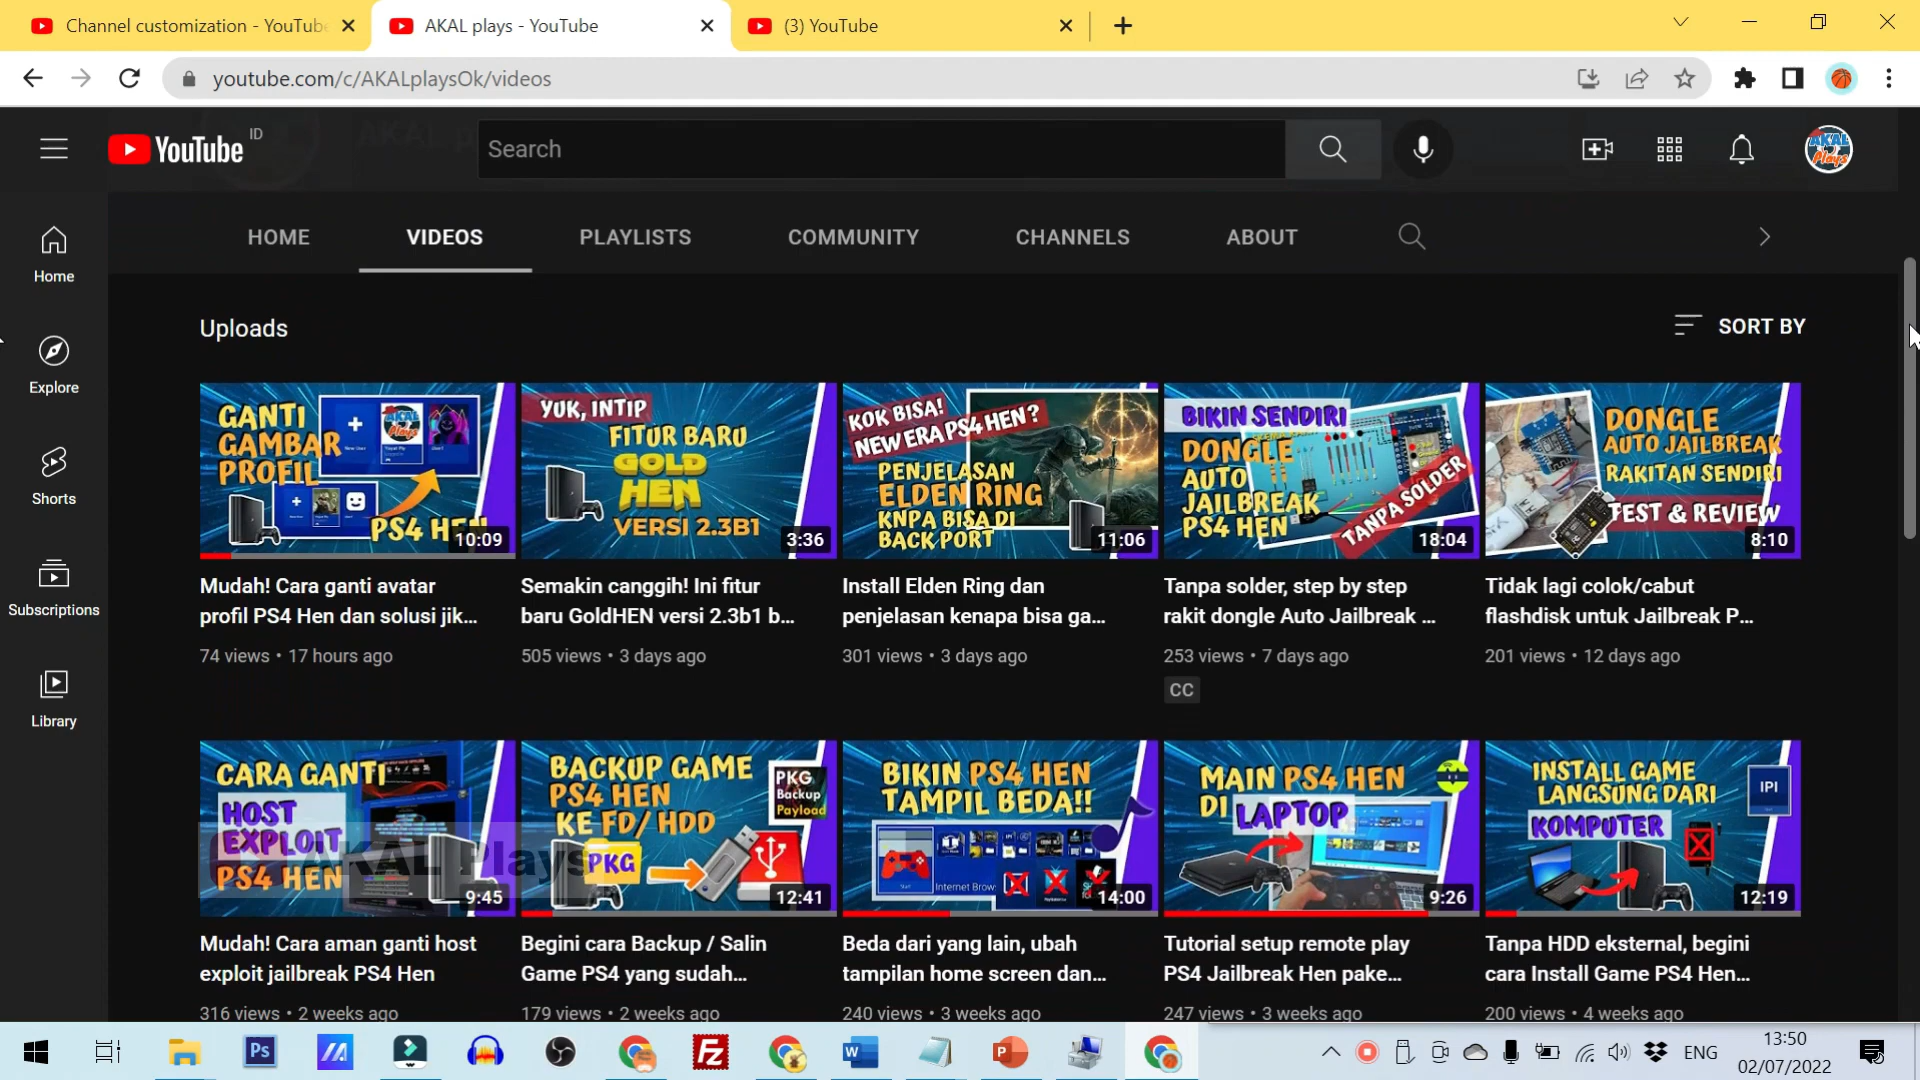 Channel customization - YouTube
AKAL plays - YouTube
(3) YouTube
youtube.com/c/AKALplaysOk/videos
YouTube ID
Search
AKAL Plays
HOME
VIDEOS
PLAYLISTS
COMMUNITY
CHANNELS
ABOUT
Home
Explore
Shorts
Subscriptions
Library
Uploads
SORT BY
GANTI
GAMBAR
PROFIL
PS4 HEN
10:09
Mudah! Cara ganti avatar
profil PS4 Hen dan solusi jik...
74 views • 17 hours ago
YUK, INTIP
FITUR BARU
GOLD
HEN
VERSI 2.3B1
3:36
Semakin canggih! Ini fitur
baru GoldHEN versi 2.3b1 b...
505 views • 3 days ago
KOK BISA!
NEW ERA PS4 HEN?
PENJELASAN
ELDEN RING
KNPA BISA DI
BACK PORT
11:06
Install Elden Ring dan
penjelasan kenapa bisa ga...
301 views • 3 days ago
BIKIN SENDIRI
DONGLE
AUTO
JAILBREAK
PS4 HEN
TANPA SOLDER
18:04
Tanpa solder, step by step
rakit dongle Auto Jailbreak ...
253 views • 7 days ago
CC
DONGLE
AUTO JAILBREAK
RAKITAN SENDIRI
TEST & REVIEW
8:10
Tidak lagi colok/cabut
flashdisk untuk Jailbreak P...
201 views • 12 days ago
CARA GANTI
HOST
EXPLOIT
PS4 HEN
AKAL Plays
9:45
Mudah! Cara aman ganti host
exploit jailbreak PS4 Hen
316 views • 2 weeks ago
BACKUP GAME
PS4 HEN
KE FD/ HDD
PKG
Backup
Payload
PKG
12:41
Begini cara Backup / Salin
Game PS4 yang sudah...
179 views • 2 weeks ago
BIKIN PS4 HEN
TAMPIL BEDA!!
Start
Internet Brows
14:00
Beda dari yang lain, ubah
tampilan home screen dan...
240 views • 3 weeks ago
MAIN PS4 HEN
DI LAPTOP
9:26
Tutorial setup remote play
PS4 Jailbreak Hen pake...
247 views • 3 weeks ago
INSTALL GAME
LANGSUNG DARI
KOMPUTER
IPI
12:19
Tanpa HDD eksternal, begini
cara Install Game PS4 Hen...
200 views • 4 weeks ago
Ps
FZ
W
P
ENG
13:50
02/07/2022